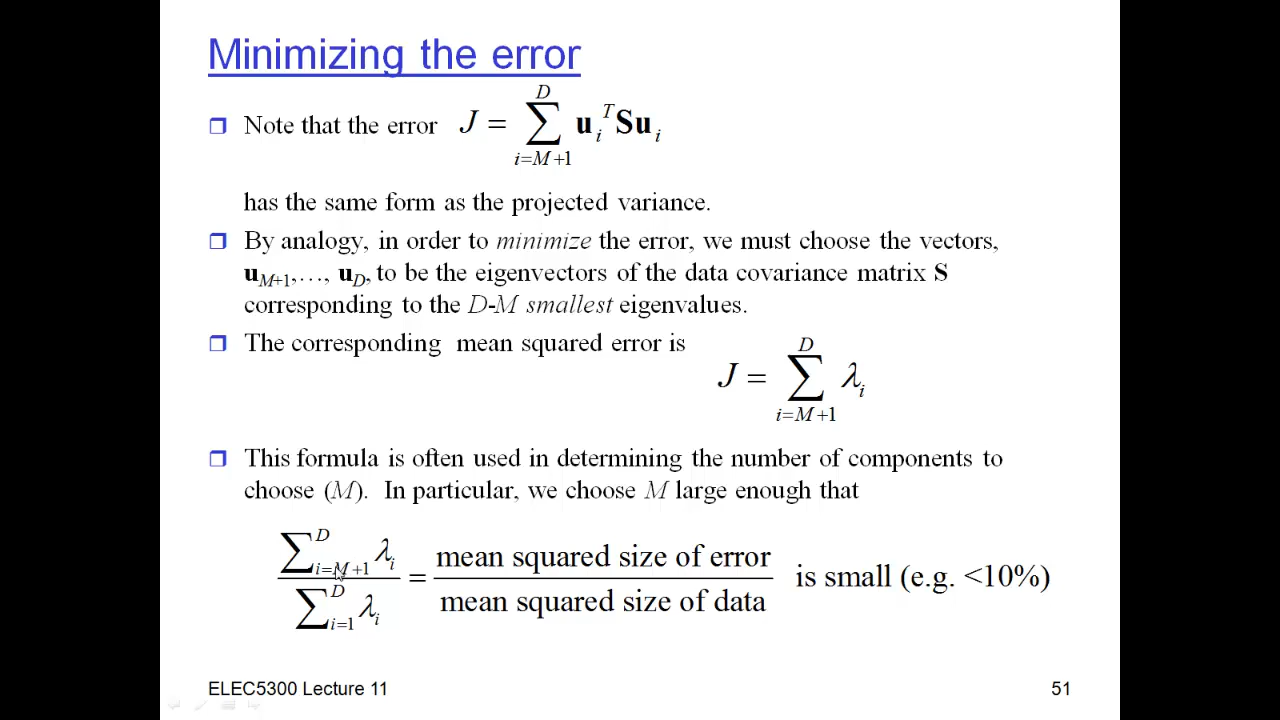 Minimizing the error
Note that the error J = ∑_{i=M+1}^{D} u_i^T S u_i
has the same form as the projected variance.
By analogy, in order to minimize the error, we must choose the vectors,
u_{M+1},…, u_D, to be the eigenvectors of the data covariance matrix S
corresponding to the D-M smallest eigenvalues.
The corresponding mean squared error is
J = ∑_{i=M+1}^{D} λ_i
This formula is often used in determining the number of components to
choose (M). In particular, we choose M large enough that
∑_{i=M+1}^{D} λ_i / ∑_{i=1}^{D} λ_i = mean squared size of error / mean squared size of data is small (e.g. <10%)
ELEC5300 Lecture 11 51